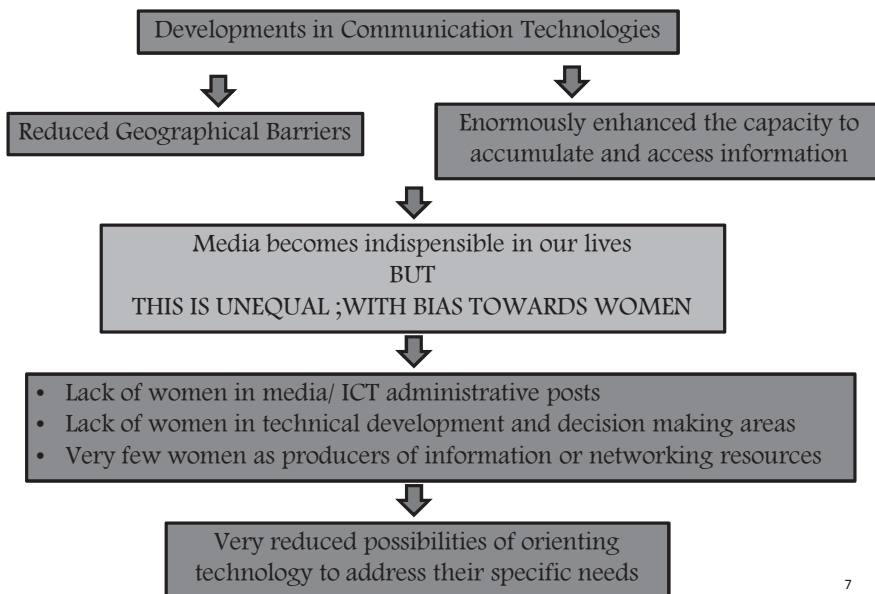 Developments in Communication Technologies
Reduced Geographical Barriers
Enormously enhanced the capacity to
accumulate and access information
Media becomes indispensible in our lives
BUT
THIS IS UNEQUAL ;WITH BIAS TOWARDS WOMEN
• Lack of women in media/ ICT administrative posts
• Lack of women in technical development and decision making areas
• Very few women as producers of information or networking resources
Very reduced possibilities of orienting
technology to address their specific needs
7